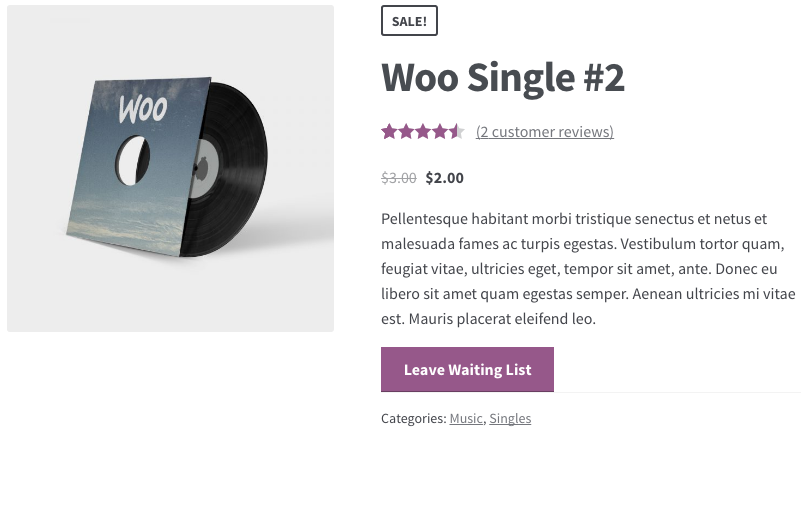 WOO
SALE!
Woo Single #2
(2 customer reviews)
$3.00 $2.00
Pellentesque habitant morbi tristique senectus et netus et
malesuada fames ac turpis egestas. Vestibulum tortor quam,
feugiat vitae, ultricies eget, tempor sit amet, ante. Donec eu
libero sit amet quam egestas semper. Aenean ultricies mi vitae
est. Mauris placerat eleifend leo.
Leave Waiting List
Categories: Music, Singles